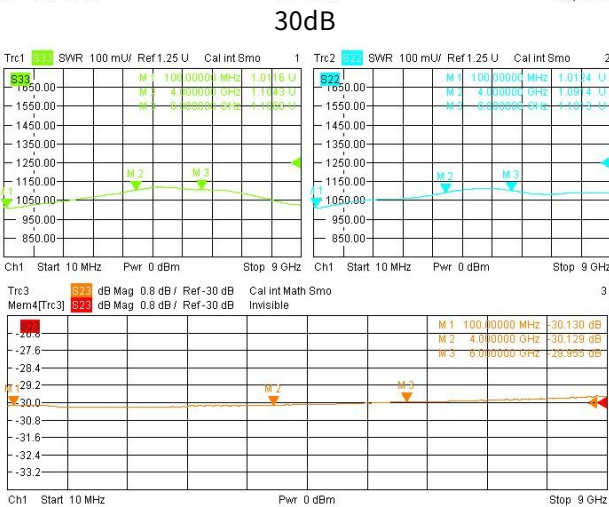 30dB
Trc1 S33 SWR 100 mU/ Ref 1.25 U Cal int Smo 1
S33
M 1 100.00000 MHz 1.0116 U
M 2 4.000000 GHz 1.1043 U
M 3
1650.00
1550.00
1450.00
1350.00
1250.00
1150.00
1050.00
950.00
850.00
M 2
M 3
Ch1 Start 10 MHz Pwr 0 dBm Stop 9 GHz
Trc2 S22 SWR 100 mU/ Ref 1.25 U Cal int Smo 2
S22
M 1 100.00000 MHz 1.0124 U
M 2 4.000000 GHz 1.0914 U
M 3
1650.00
1550.00
1450.00
1350.00
1250.00
1150.00
1050.00
950.00
850.00
M 2
M 3
Ch1 Start 10 MHz Pwr 0 dBm Stop 9 GHz
Trc3 S23 dB Mag 0.8 dB / Ref -30 dB Cal int Math Smo 3
Mem4[Trc3] S23 dB Mag 0.8 dB / Ref -30 dB Invisible
S23
M 1 100.00000 MHz -30.130 dB
M 2 4.000000 GHz -30.129 dB
M 3 6.000000 GHz -29.955 dB
-26.8
-27.6
-28.4
-29.2
-30.0
-30.8
-31.6
-32.4
-33.2
M 1
M 2
M 3
Ch1 Start 10 MHz Pwr 0 dBm Stop 9 GHz